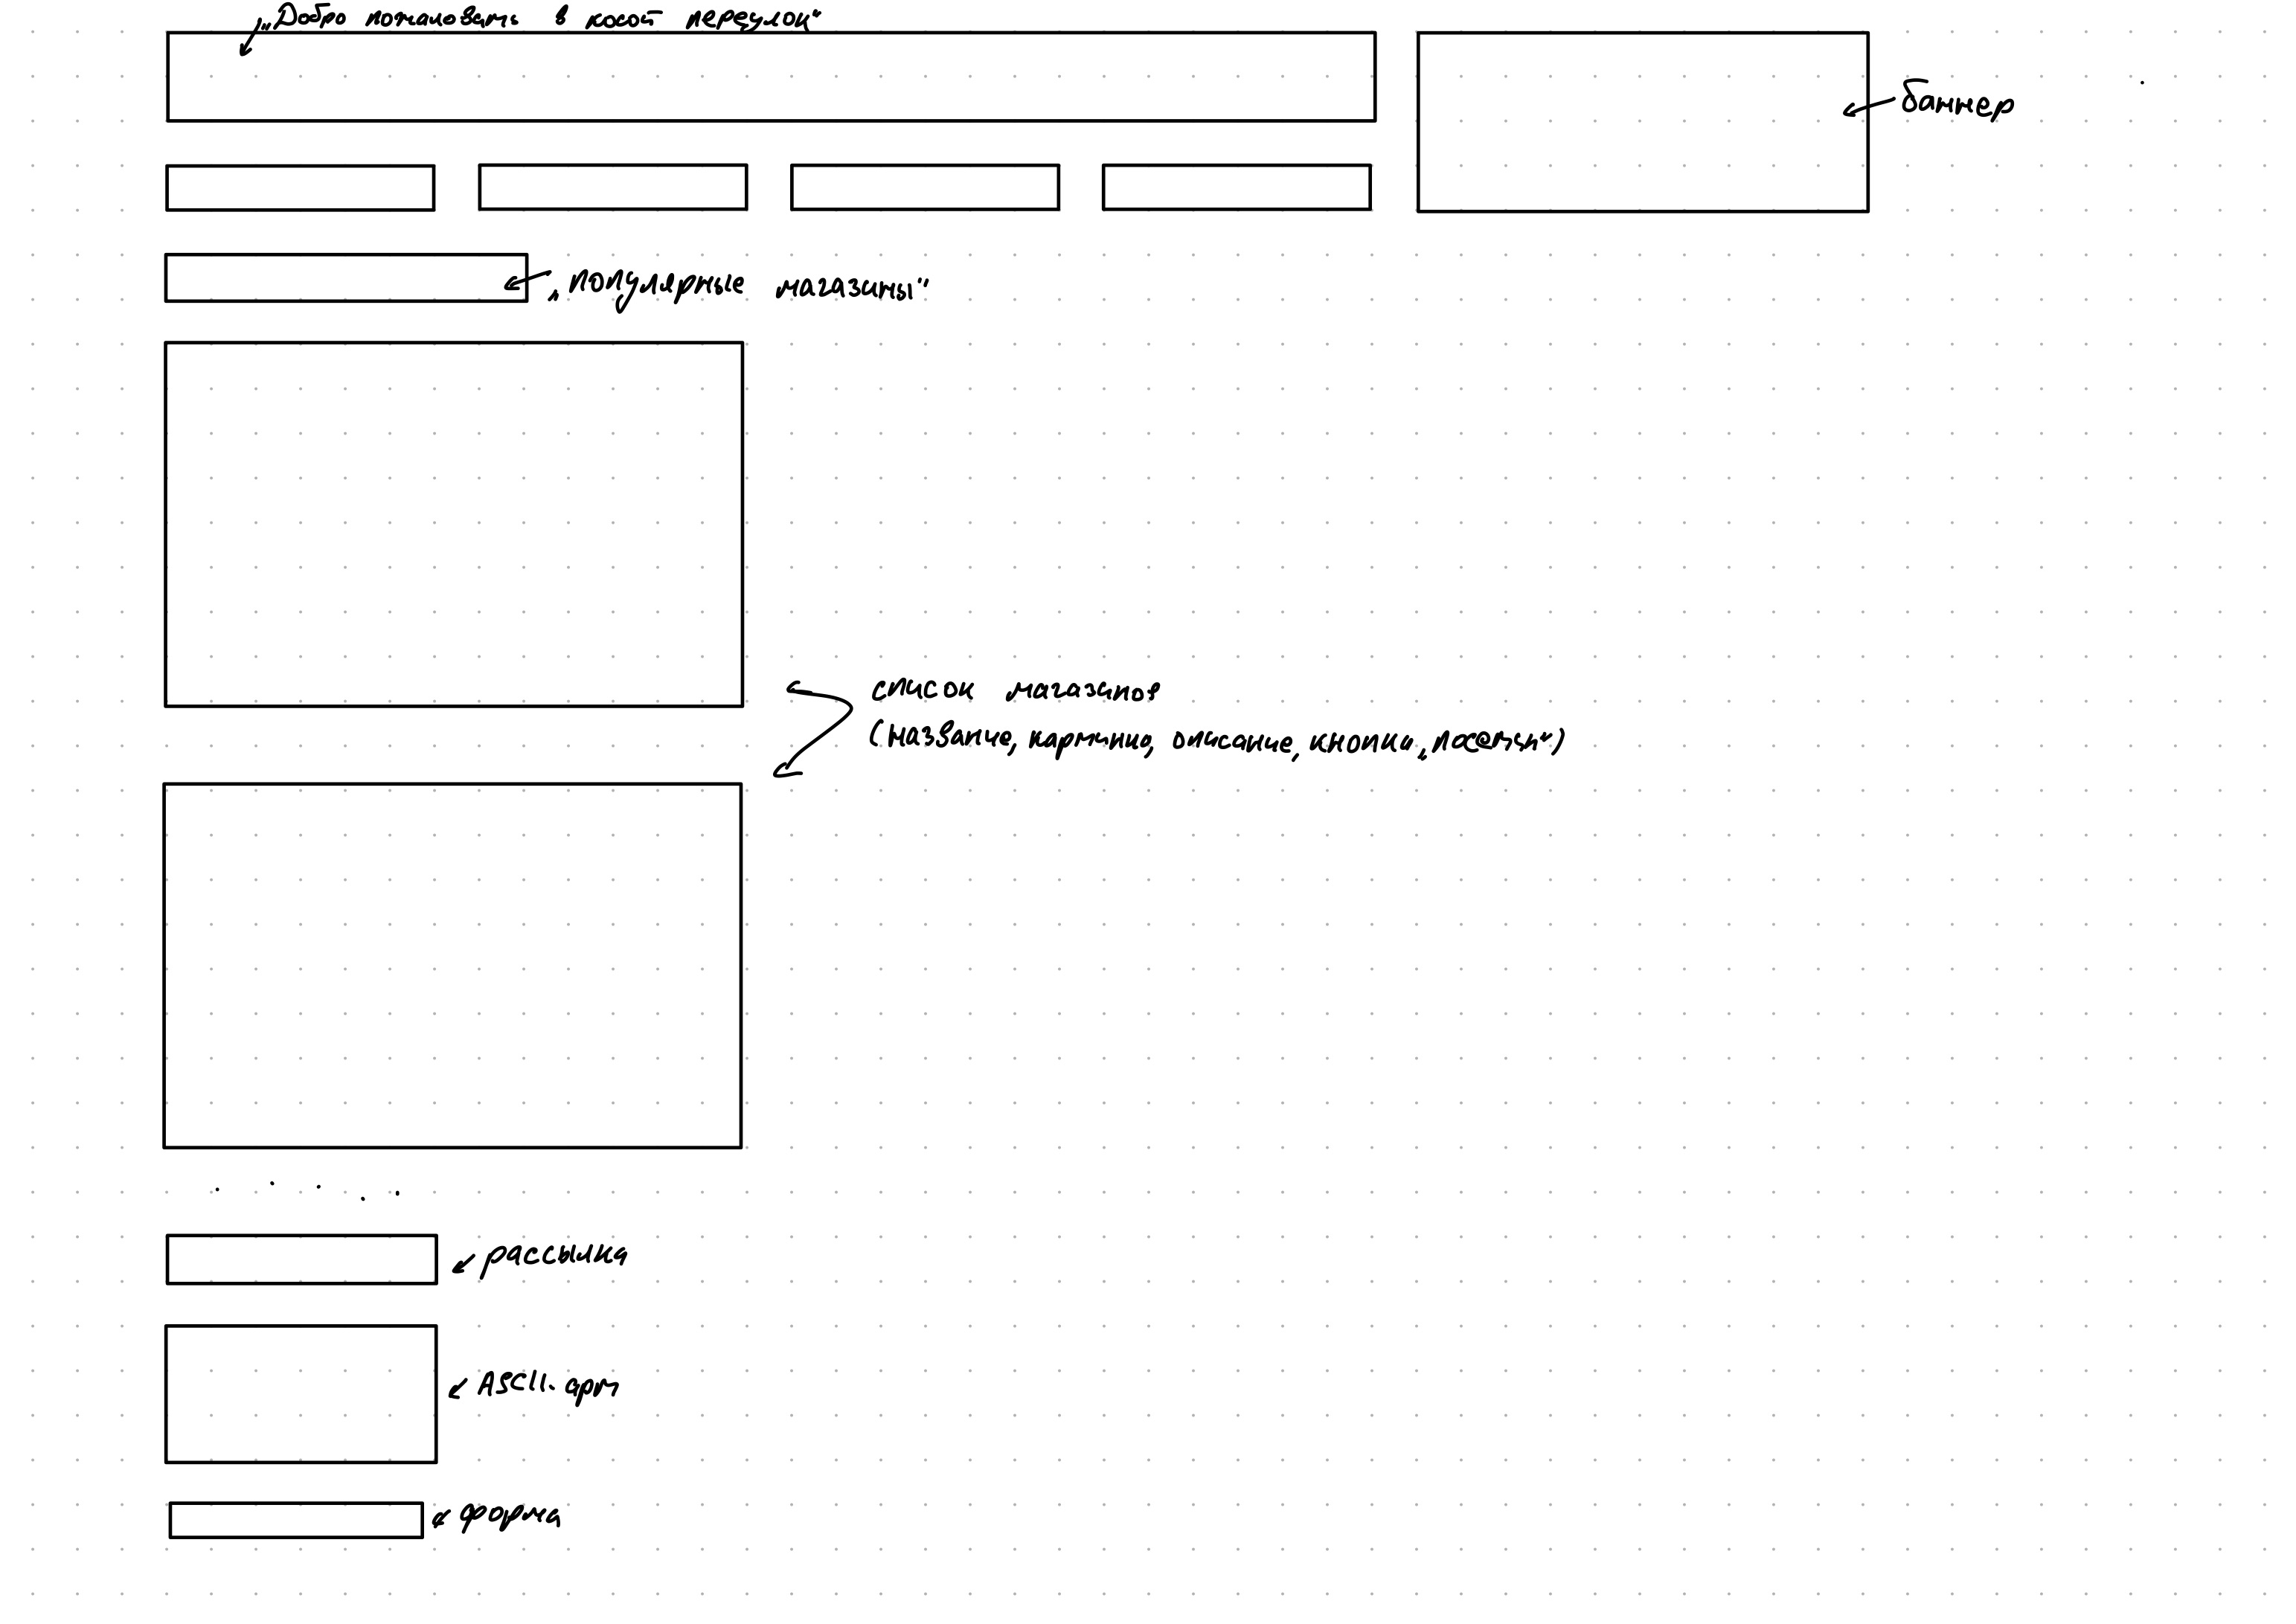 „Добро пожаловать в косой переулок“
баннер
„популярные магазины"
список магазинов
(название, картинка, описание, кнопка „посетить")
рассылка
ASCII-арт
форма